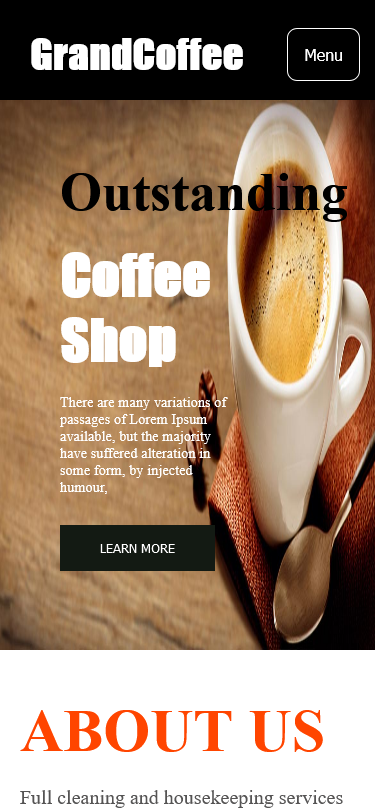 GrandCoffee
Menu
Outstanding
Coffee
Shop
There are many variations of
passages of Lorem Ipsum
available, but the majority
have suffered alteration in
some form, by injected
humour,
LEARN MORE
ABOUT US
Full cleaning and housekeeping services